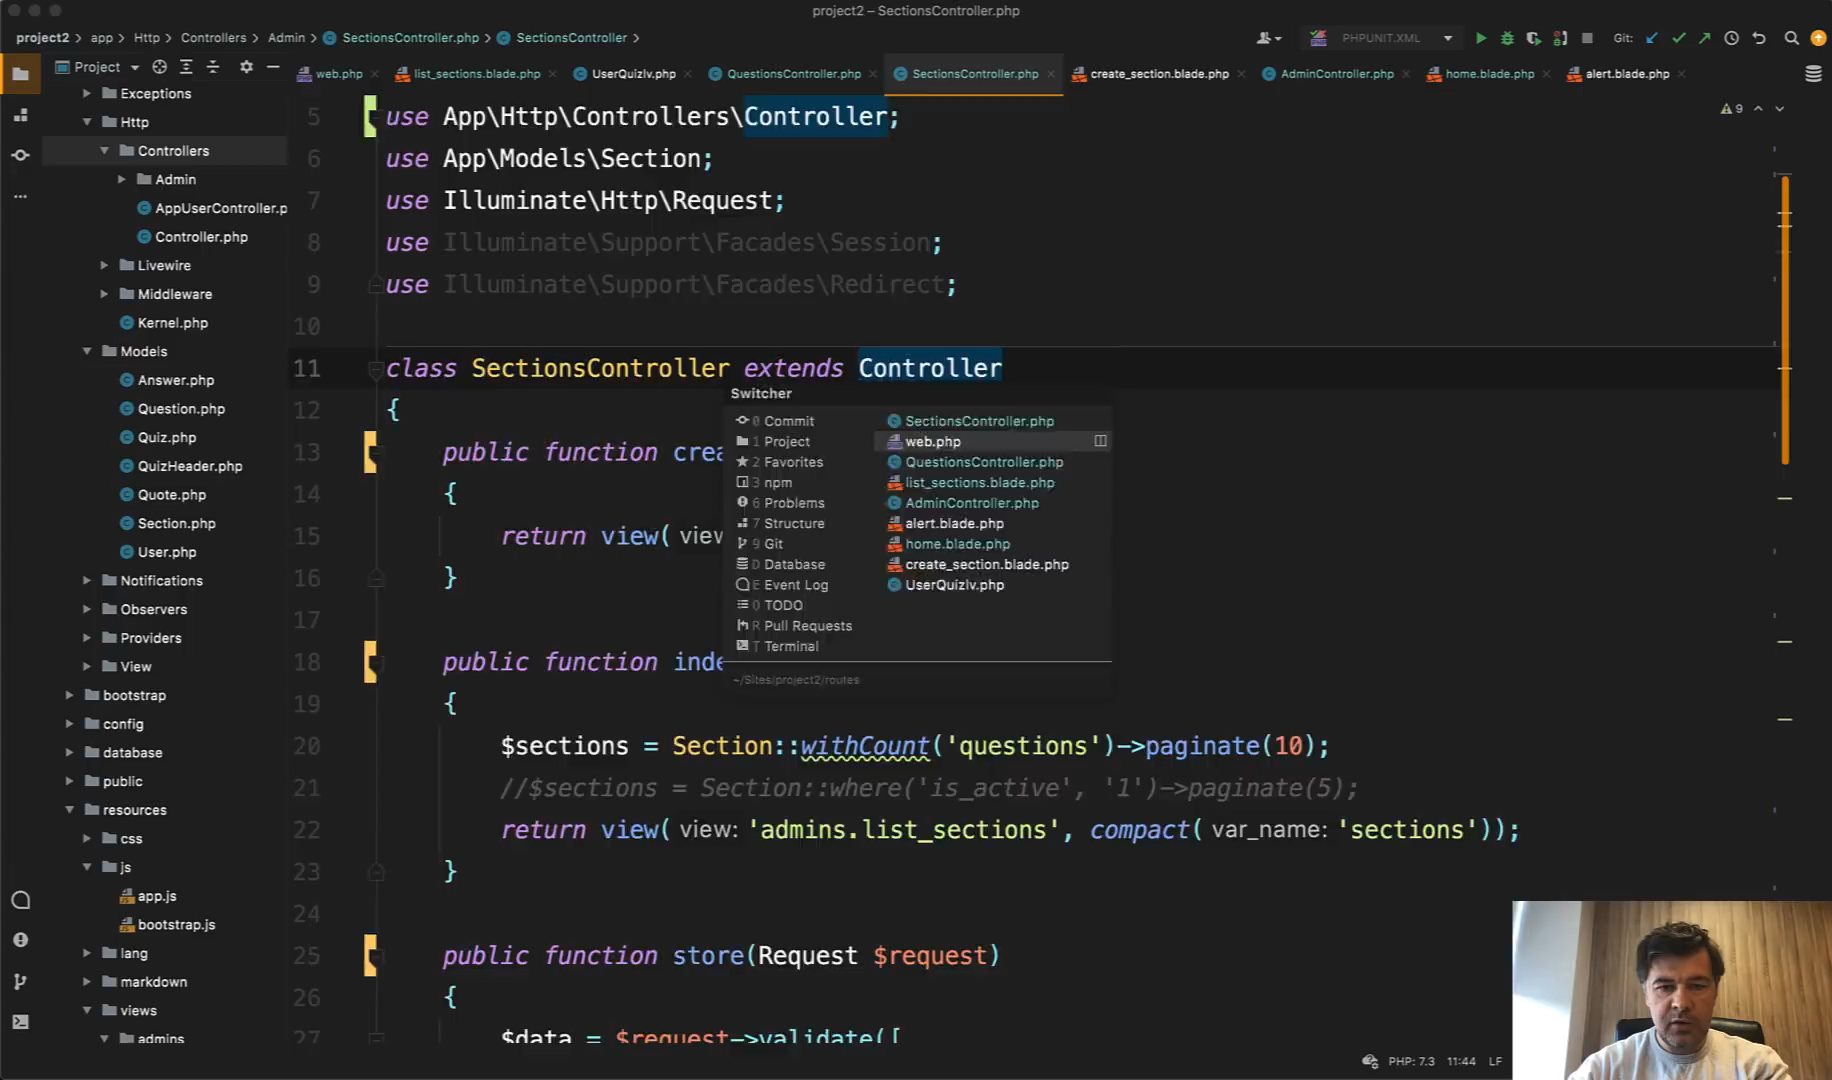 project2 – SectionsController.php
project2 > app > Http > Controllers > Admin > SectionsController.php > SectionsController >
PHPUNIT.XML
Git:
Project
web.php
list_sections.blade.php
UserQuizlv.php
QuestionsController.php
SectionsController.php
create_section.blade.php
AdminController.php
home.blade.php
alert.blade.php
Exceptions
Http
Controllers
Admin
AppUserController.p
Controller.php
Livewire
Middleware
Kernel.php
Models
Answer.php
Question.php
Quiz.php
QuizHeader.php
Quote.php
Section.php
User.php
Notifications
Observers
Providers
View
bootstrap
config
database
public
resources
css
js
app.js
bootstrap.js
lang
markdown
views
admins
9
5 use App\Http\Controllers\Controller;
6 use App\Models\Section;
7 use Illuminate\Http\Request;
8 use Illuminate\Support\Facades\Session;
9 use Illuminate\Support\Facades\Redirect;
10
11 class SectionsController extends Controller
12 {
13 public function crea
14 {
15 return view( view
16 }
17
18 public function inde
19 {
20 $sections = Section::withCount('questions')->paginate(10);
21 //$sections = Section::where('is_active', '1')->paginate(5);
22 return view( view: 'admins.list_sections', compact( var_name: 'sections'));
23 }
24
25 public function store(Request $request)
26 {
27 $data = $request->validate([
Switcher
0 Commit
1 Project
2 Favorites
3 npm
6 Problems
7 Structure
9 Git
D Database
E Event Log
O TODO
R Pull Requests
T Terminal
SectionsController.php
web.php
QuestionsController.php
list_sections.blade.php
AdminController.php
alert.blade.php
home.blade.php
create_section.blade.php
UserQuizlv.php
~/Sites/project2/routes
PHP: 7.3 11:44 LF